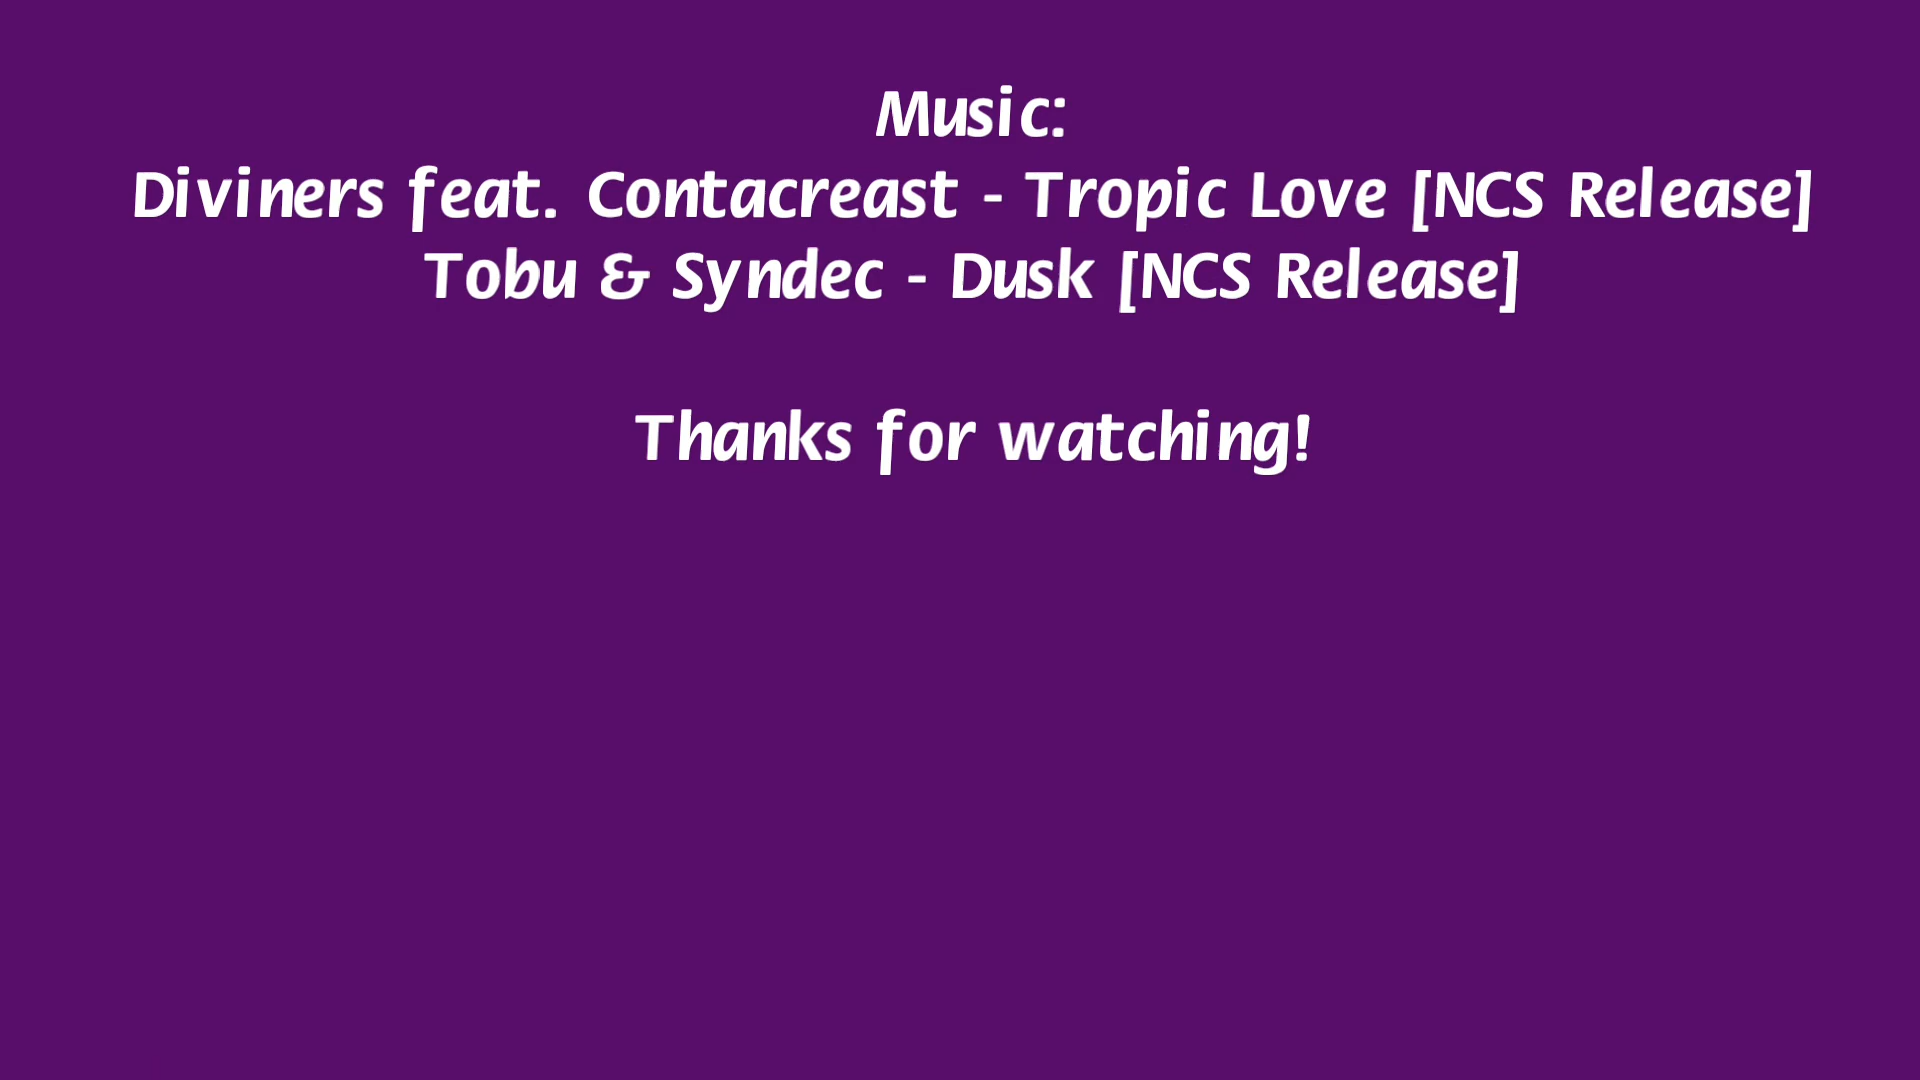 Music:
Diviners feat. Contacreast - Tropic Love [NCS Release]
Tobu & Syndec - Dusk [NCS Release]
Thanks for watching!